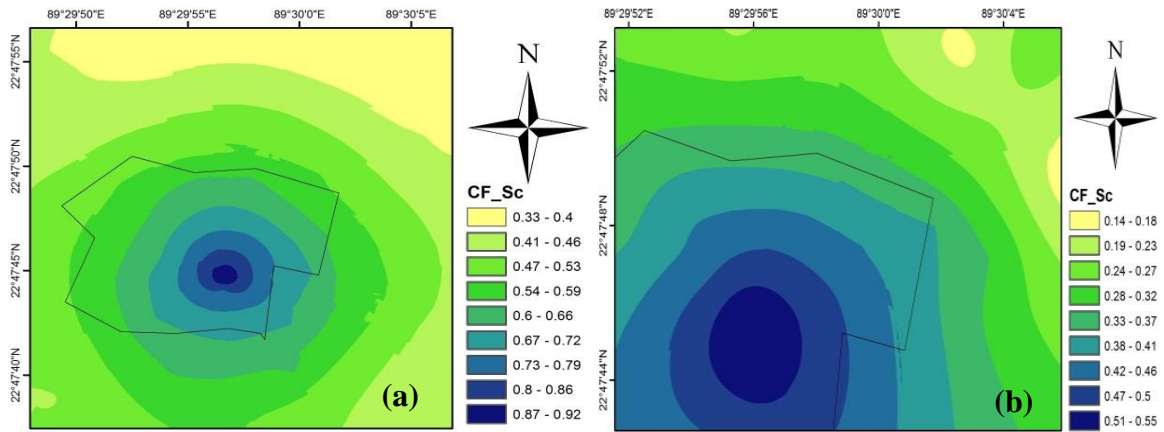 89°29'50"E 89°29'55"E 89°30'0"E 89°30'5"E
22°47'55"N
22°47'50"N
22°47'45"N
22°47'40"N
N
CF_Sc
0.33 - 0.4
0.41 - 0.46
0.47 - 0.53
0.54 - 0.59
0.6 - 0.66
0.67 - 0.72
0.73 - 0.79
0.8 - 0.86
0.87 - 0.92
(a)
89°29'52"E 89°29'56"E 89°30'0"E 89°30'4"E
22°47'52"N
22°47'48"N
22°47'44"N
N
CF_Sc
0.14 - 0.18
0.19 - 0.23
0.24 - 0.27
0.28 - 0.32
0.33 - 0.37
0.38 - 0.41
0.42 - 0.46
0.47 - 0.5
0.51 - 0.55
(b)